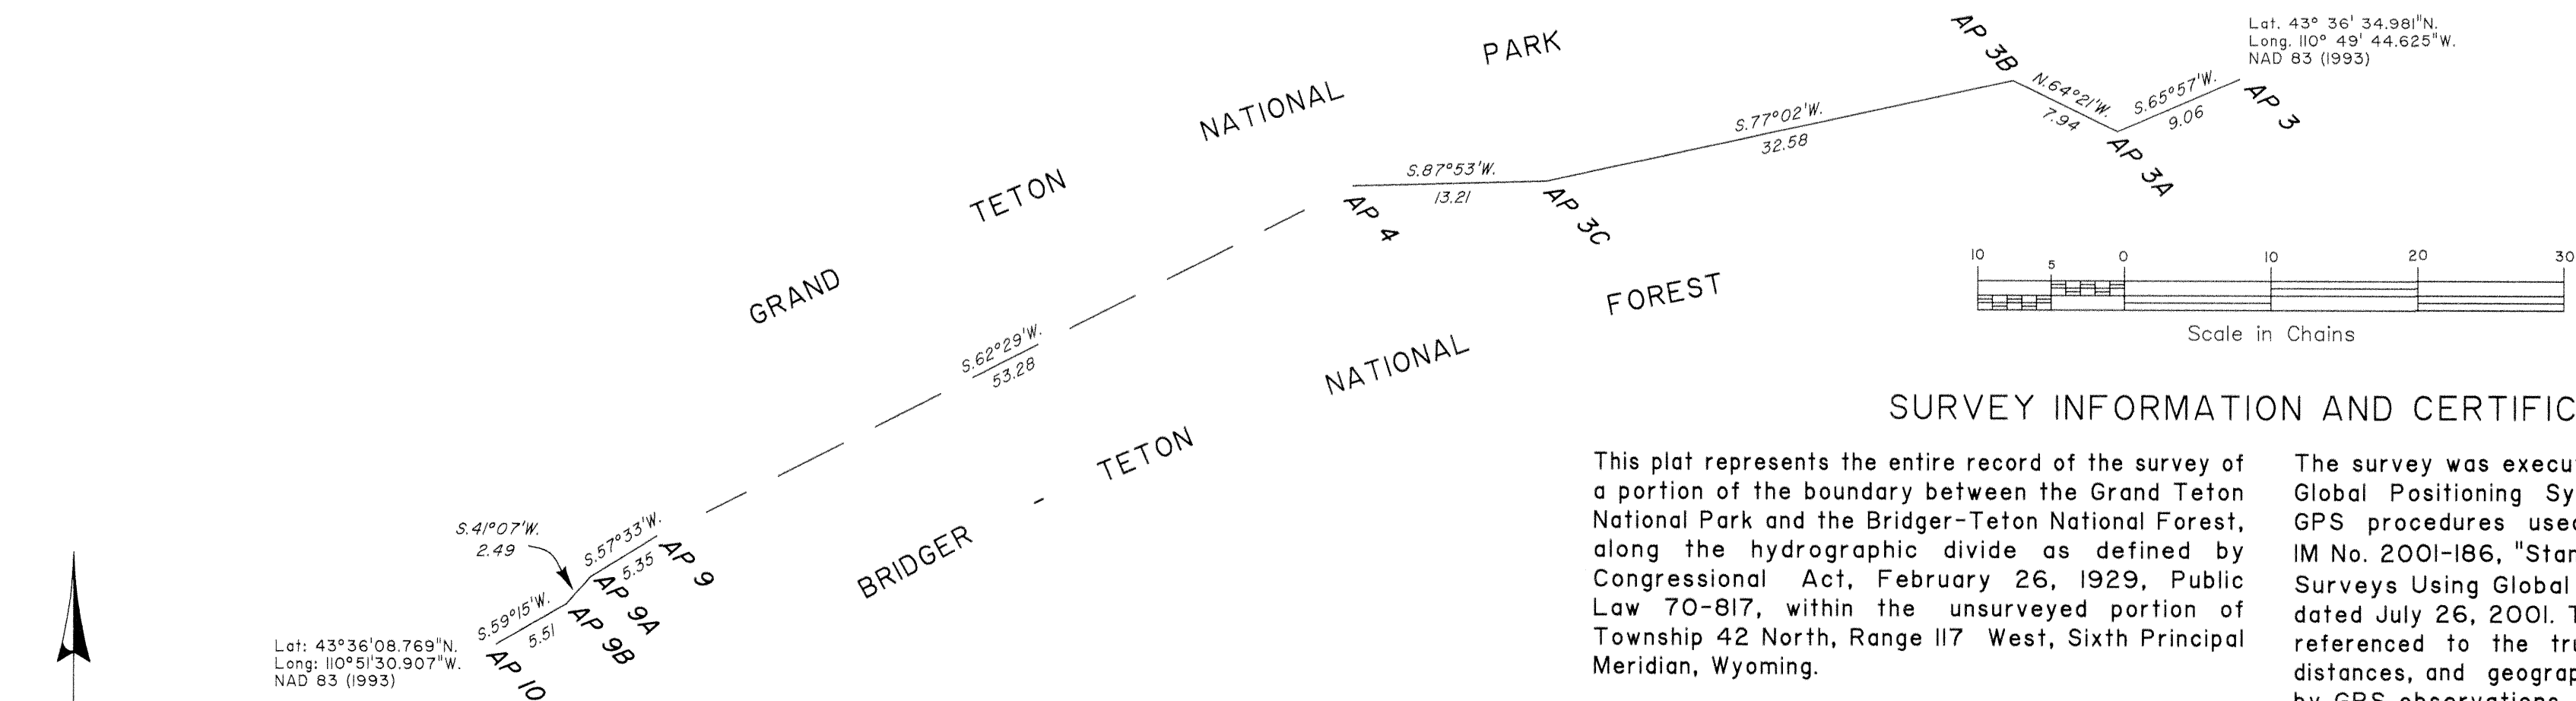 Lat. 43° 36' 34.981"N.
Long. 110° 49' 44.625"W.
NAD 83 (1993)
PARK
NATIONAL
TETON
GRAND
AP 3B
N.64°21'W.
7.94
S.65°57'W.
9.06
AP 3
AP 3A
S.77°02'W.
32.58
S.87°53'W.
13.21
AP 4
AP 3C
FOREST
NATIONAL
TETON
-
BRIDGER
10 5 0 10 20 30
Scale in Chains
S.62°29'W.
53.28
S.57°33'W.
5.35
AP 9
S.41°07'W.
2.49
AP 9A
S.59°15'W.
5.51
AP 9B
AP 10
Lat: 43°36'08.769"N.
Long: 110°51'30.907"W.
NAD 83 (1993)
SURVEY INFORMATION AND CERTIFIC
This plat represents the entire record of the survey of
a portion of the boundary between the Grand Teton
National Park and the Bridger-Teton National Forest,
along the hydrographic divide as defined by
Congressional Act, February 26, 1929, Public
Law 70-817, within the unsurveyed portion of
Township 42 North, Range 117 West, Sixth Principal
Meridian, Wyoming.
The survey was execu
Global Positioning Sy
GPS procedures used
IM No. 2001-186, "Stan
Surveys Using Global
dated July 26, 2001. T
referenced to the tru
distances, and geograp
by GPS observations